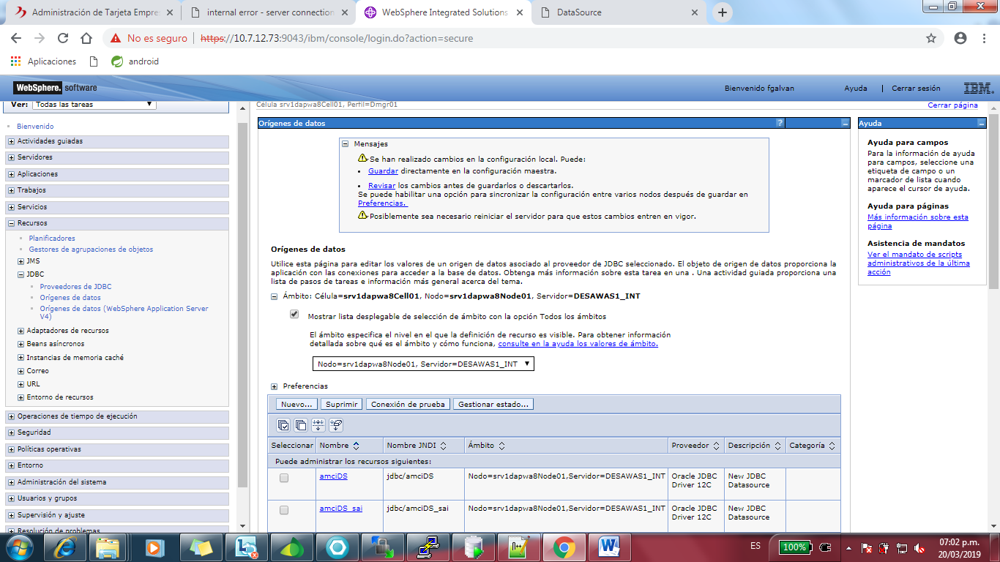 Administración de Tarjeta Empre
internal error - server connection
WebSphere Integrated Solutions
DataSource
No es seguro
https://10.7.12.73:9043/ibm/console/login.do?action=secure
Aplicaciones
android
WebSphere. software
Bienvenido fgalvan
Ayuda
Cerrar sesión
IBM.
Ver: Todas las tareas
Célula srv1dapwa8Cell01, Perfil=Dmgr01
Cerrar página
Bienvenido
Actividades guiadas
Servidores
Aplicaciones
Trabajos
Servicios
Recursos
Planificadores
Gestores de agrupaciones de objetos
JMS
JDBC
Proveedores de JDBC
Orígenes de datos
Orígenes de datos (WebSphere Application Server
V4)
Adaptadores de recursos
Beans asíncronos
Instancias de memoria caché
Correo
URL
Entorno de recursos
Operaciones de tiempo de ejecución
Seguridad
Políticas operativas
Entorno
Administración del sistema
Usuarios y grupos
Supervisión y ajuste
Resolución de problemas
Orígenes de datos
?
Mensajes
Se han realizado cambios en la configuración local. Puede:
Guardar directamente en la configuración maestra.
Revisar los cambios antes de guardarlos o descartarlos.
Se puede habilitar una opción para sincronizar la configuración entre varios nodos después de guardar en
Preferencias.
Posiblemente sea necesario reiniciar el servidor para que estos cambios entren en vigor.
Orígenes de datos
Utilice esta página para editar los valores de un origen de datos asociado al proveedor de JDBC seleccionado. El objeto de origen de datos proporciona la
aplicación con las conexiones para acceder a la base de datos. Obtenga más información sobre esta tarea en una . Una actividad guiada proporciona una
lista de pasos de tareas e información más general acerca del tema.
Ámbito: Célula=srv1dapwa8Cell01, Nodo=srv1dapwa8Node01, Servidor=DESAWAS1_INT
Mostrar lista desplegable de selección de ámbito con la opción Todos los ámbitos
El ámbito especifica el nivel en el que la definición de recurso es visible. Para obtener información
detallada sobre qué es el ámbito y cómo funciona, consulte en la ayuda los valores de ámbito.
Nodo=srv1dapwa8Node01, Servidor=DESAWAS1_INT
Preferencias
Nuevo... Suprimir Conexión de prueba Gestionar estado...
Seleccionar Nombre Nombre JNDI Ámbito Proveedor Descripción Categoría
Puede administrar los recursos siguientes:
amciDS jdbc/amciDS Nodo=srv1dapwa8Node01,Servidor=DESAWAS1_INT Oracle JDBC New JDBC
Driver 12C Datasource
amciDS_sai jdbc/amciDS_sai Nodo=srv1dapwa8Node01,Servidor=DESAWAS1_INT Oracle JDBC New JDBC
Driver 12C Datasource
Ayuda
Ayuda para campos
Para la información de ayuda
para campos, seleccione una
etiqueta de campo o un
marcador de lista cuando
aparece el cursor de ayuda.
Ayuda para páginas
Más información sobre esta
página
Asistencia de mandatos
Ver el mandato de scripts
administrativos de la última
acción
ES
100%
07:02 p.m.
20/03/2019